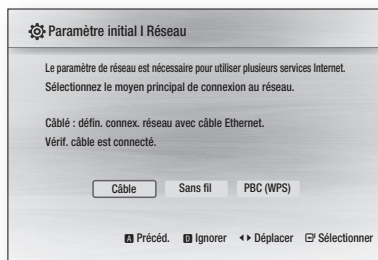 Paramètre initial I Réseau
Le paramètre de réseau est nécessaire pour utiliser plusieurs services Internet.
Sélectionnez le moyen principal de connexion au réseau.
Câblé : défin. connex. réseau avec câble Ethernet.
Vérif. câble est connecté.
Câble Sans fil PBC (WPS)
A Précéd. D Ignorer Déplacer Sélectionner